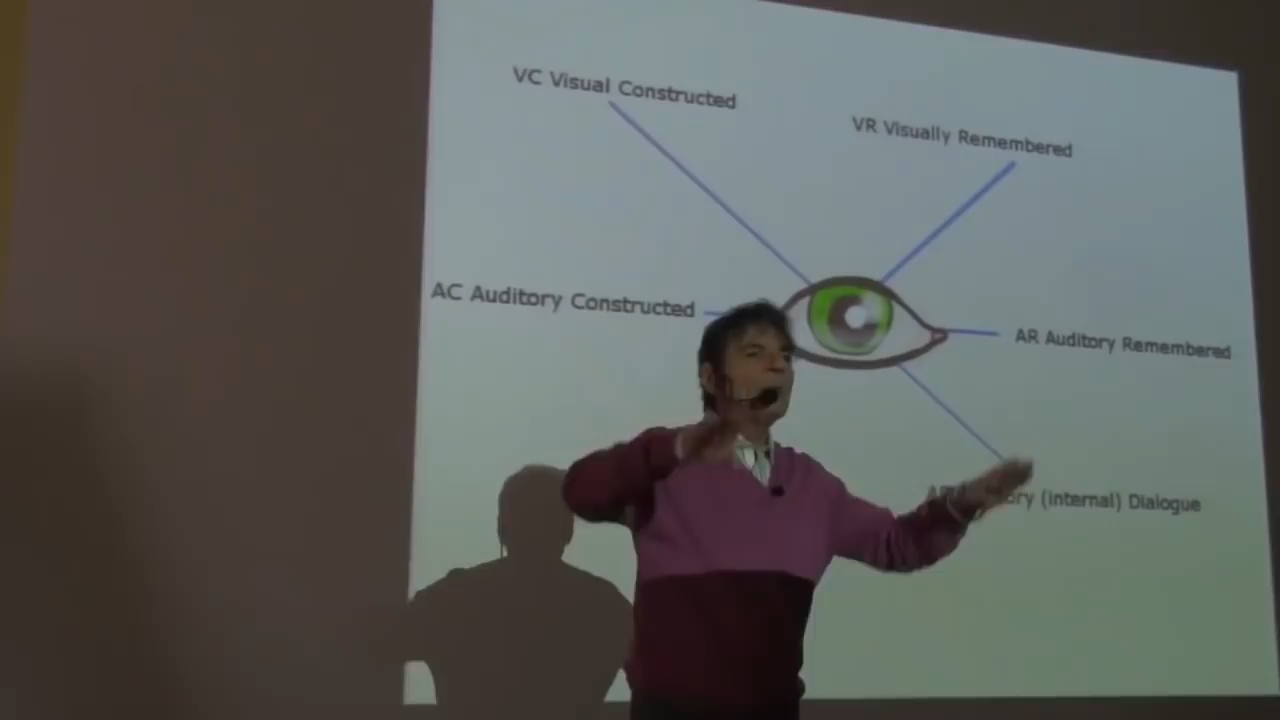 VC Visual Constructed
VR Visually Remembered
AC Auditory Constructed
AR Auditory Remembered
(internal) Dialogue